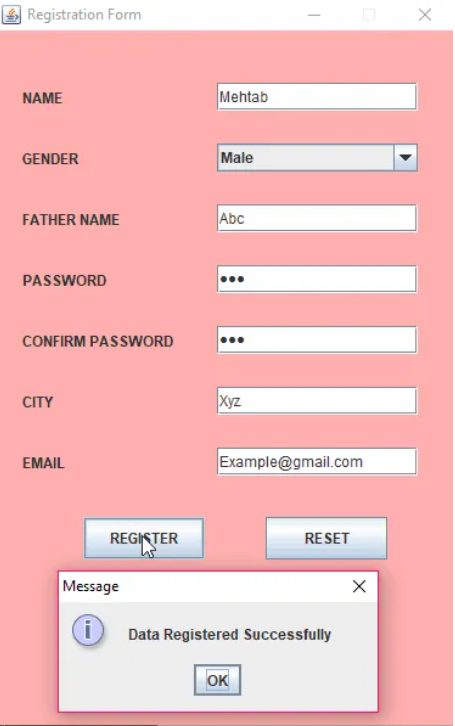 Registration Form
NAME Mehtab
GENDER Male
FATHER NAME Abc
PASSWORD •••
CONFIRM PASSWORD •••
CITY Xyz
EMAIL Example@gmail.com
REGISTER RESET
Message
Data Registered Successfully
OK